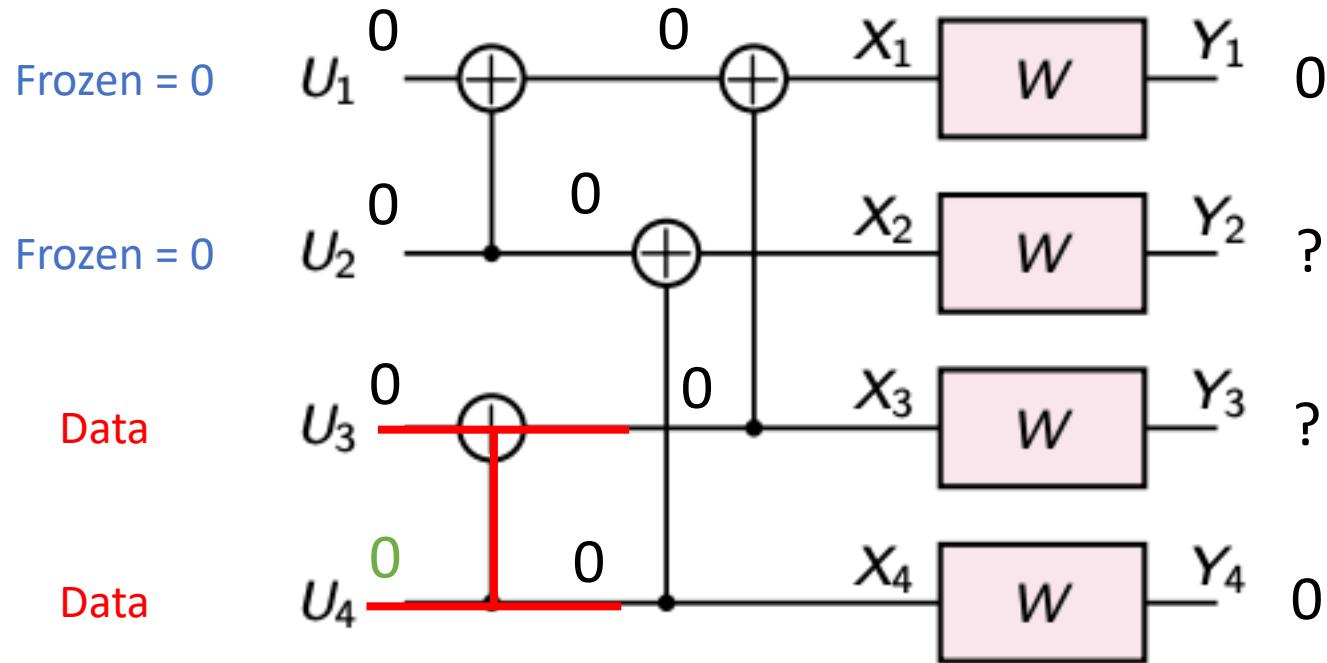 0 0
Frozen = 0 U1 X1 W Y1 0
0 0
Frozen = 0 U2 X2 W Y2 ?
0 0
Data U3 X3 W Y3 ?
0 0
Data U4 X4 W Y4 0